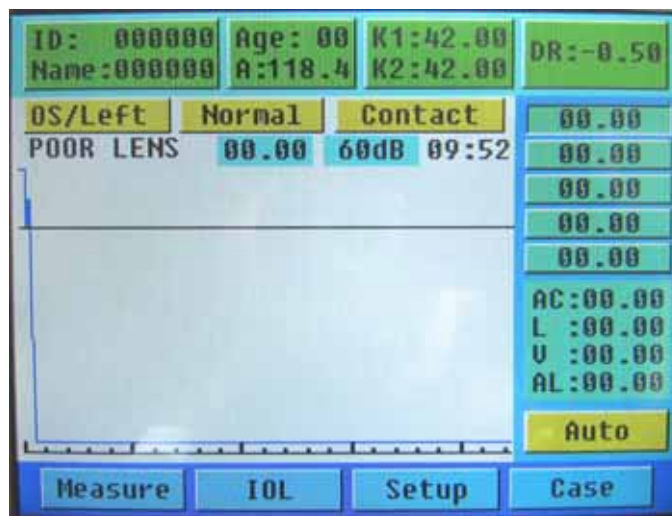 ID: 000000
Name:000000
Age: 00
A:118.4
K1:42.00
K2:42.00
DR:-0.50
OS/Left
Normal
Contact
POOR LENS 00.00 60dB 09:52
00.00
00.00
00.00
00.00
00.00
AC:00.00
L :00.00
V :00.00
AL:00.00
Auto
Measure
IOL
Setup
Case